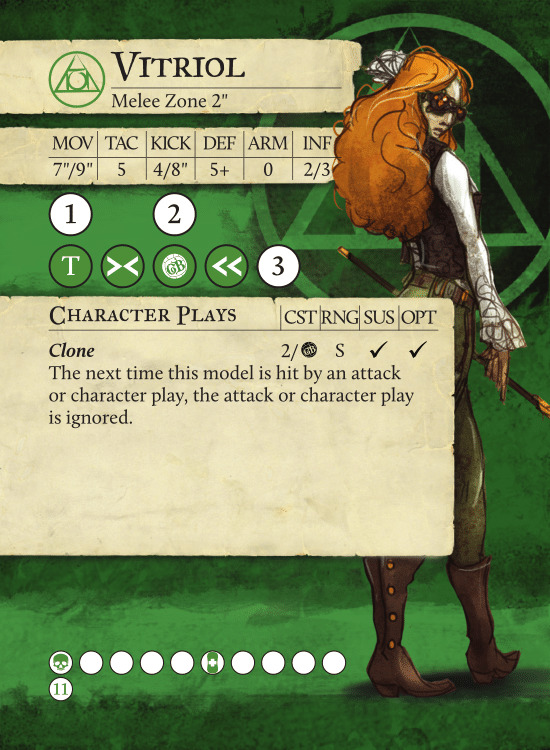 VITRIOL
Melee Zone 2"
MOV TAC KICK DEF ARM INF
7"/9" 5 4/8" 5+ 0 2/3
1 2
T >< GB <<
3
CHARACTER PLAYS CST RNG SUS OPT
Clone 2/GB S ✓ ✓
The next time this model is hit by an attack
or character play, the attack or character play
is ignored.
11